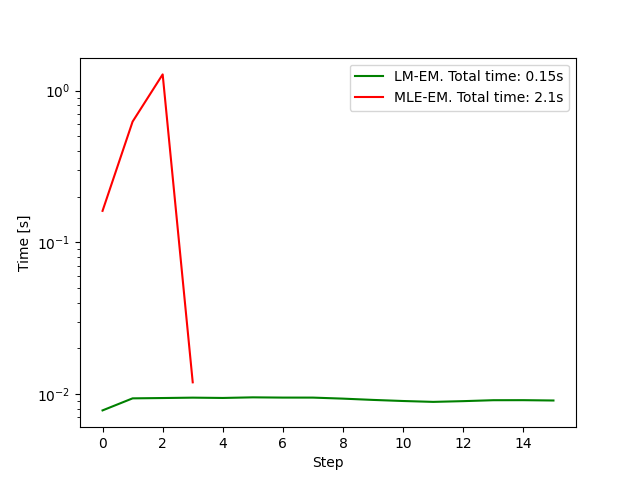 LM-EM. Total time: 0.15s
MLE-EM. Total time: 2.1s
10⁰
10⁻¹
10⁻²
Time [s]
0 2 4 6 8 10 12 14
Step